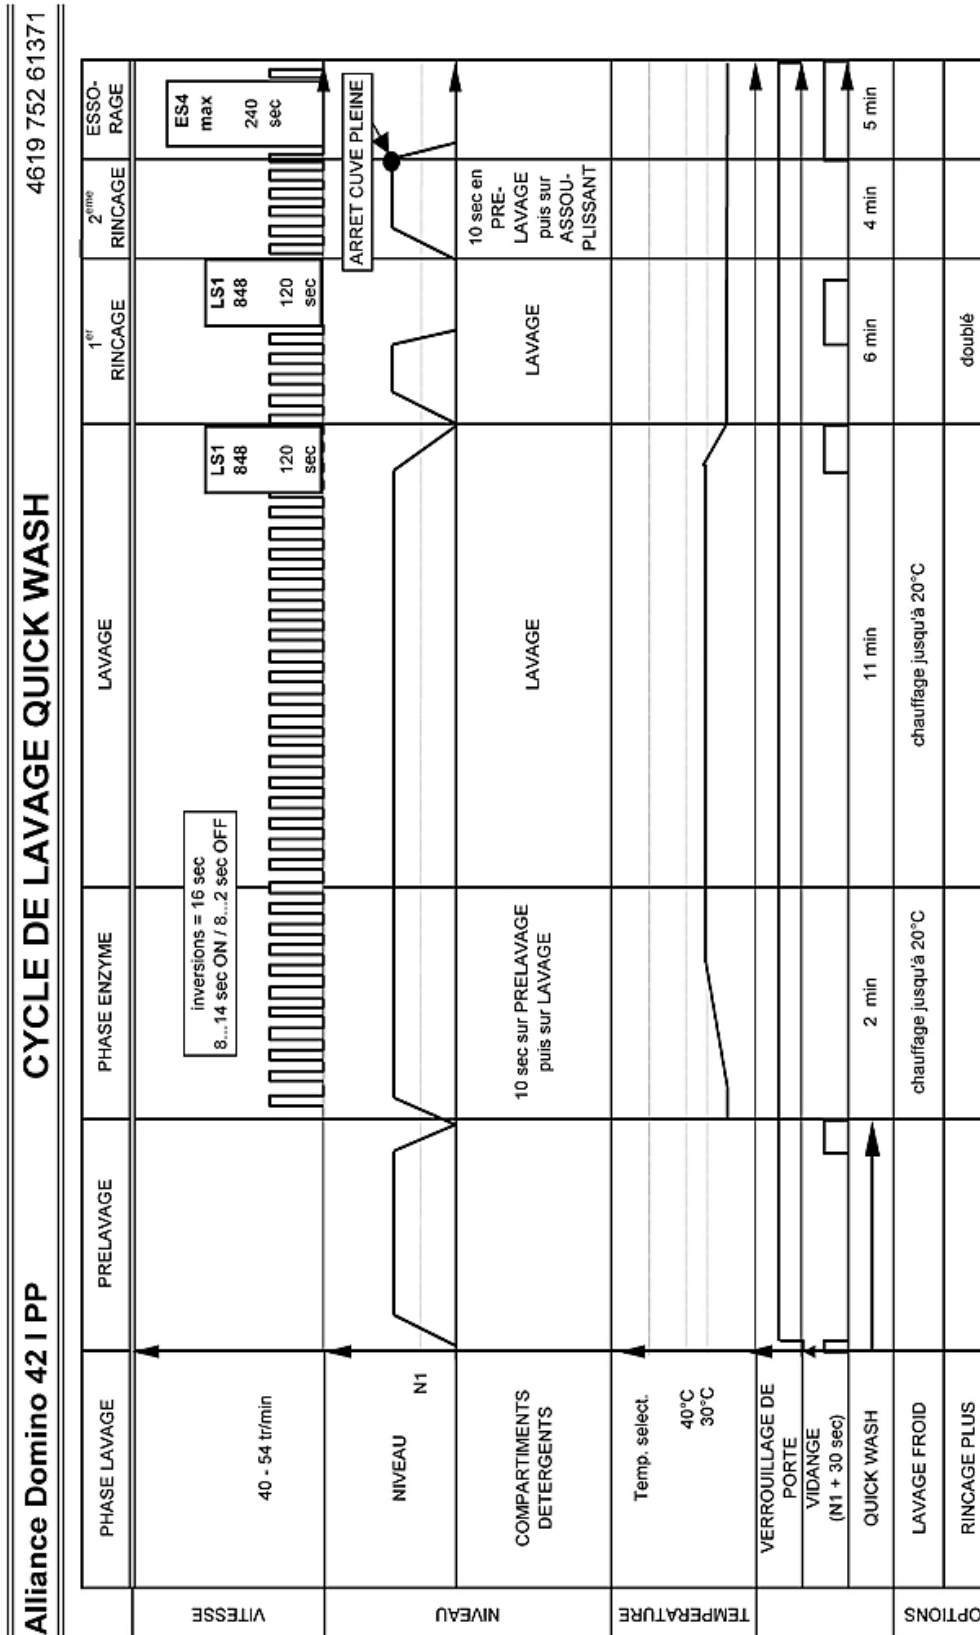 Alliance Domino 42 I PP
CYCLE DE LAVAGE QUICK WASH
4619 752 61371
PHASE LAVAGE
PRELAVAGE
PHASE ENZYME
LAVAGE
1er
RINCAGE
2eme
RINCAGE
ESSO-
RAGE
VITESSE
40 - 54 tr/min
inversions = 16 sec
8...14 sec ON / 8...2 sec OFF
LS1
848
120
sec
LS1
848
120
sec
ES4
max
240
sec
NIVEAU
NIVEAU
N1
ARRET CUVE PLEINE
COMPARTIMENTS
DETERGENTS
10 sec sur PRELAVAGE
puis sur LAVAGE
LAVAGE
LAVAGE
10 sec en
PRE-
LAVAGE
puis sur
ASSOU-
PLISSANT
TEMPERATURE
Temp. select.
40°C
30°C
VERROUILLAGE DE
PORTE
VIDANGE
(N1 + 30 sec)
OPTIONS
QUICK WASH
2 min
11 min
6 min
4 min
5 min
LAVAGE FROID
chauffage jusqu'à 20°C
chauffage jusqu'à 20°C
RINCAGE PLUS
doublé